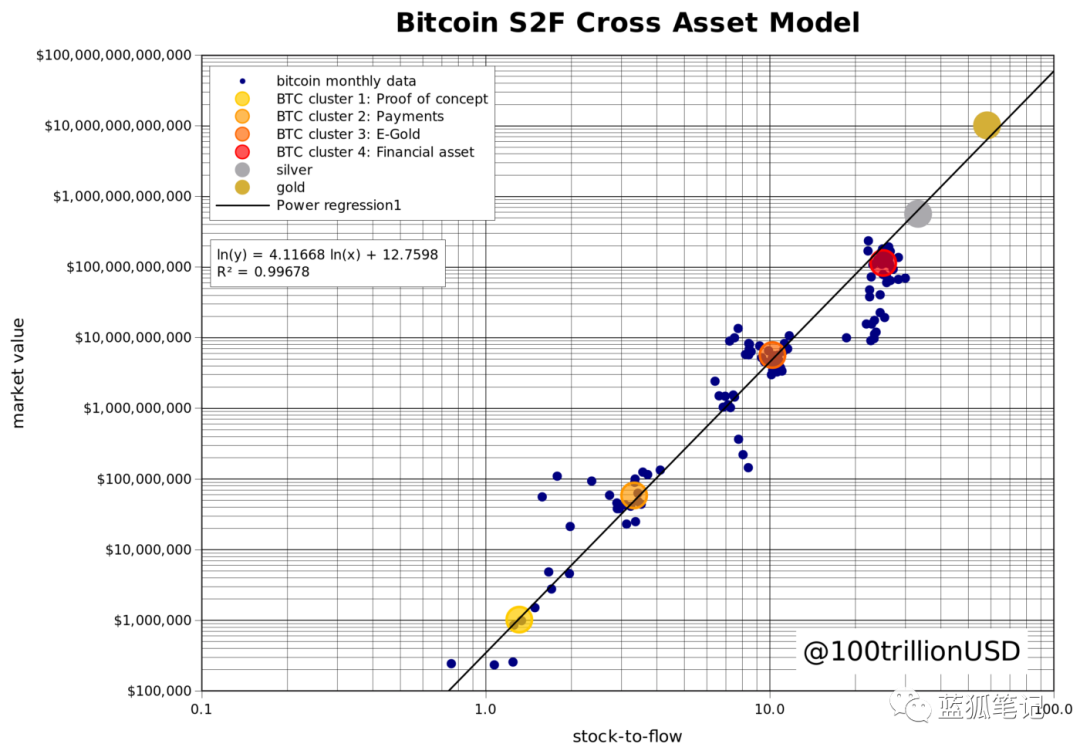 Bitcoin S2F Cross Asset Model
$100,000,000,000,000
$10,000,000,000,000
$1,000,000,000,000
$100,000,000,000
$10,000,000,000
$1,000,000,000
$100,000,000
$10,000,000
$1,000,000
$100,000
market value
bitcoin monthly data
BTC cluster 1: Proof of concept
BTC cluster 2: Payments
BTC cluster 3: E-Gold
BTC cluster 4: Financial asset
silver
gold
Power regression1
ln(y) = 4.11668 ln(x) + 12.7598
R² = 0.99678
@100trillionUSD
蓝狐笔记
0.1
1.0
10.0
100.0
stock-to-flow